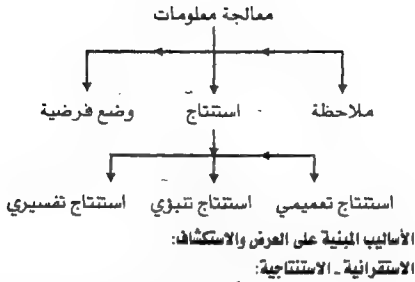 معالجة معلومات
ملاحظة استنتاج وضع فرضية
استنتاج تعميمي استنتاج تنبؤي استنتاج تفسيري
الأساليب المبنية على العرض والاستكشاف:
الاستقرائية - الاستنتاجية: